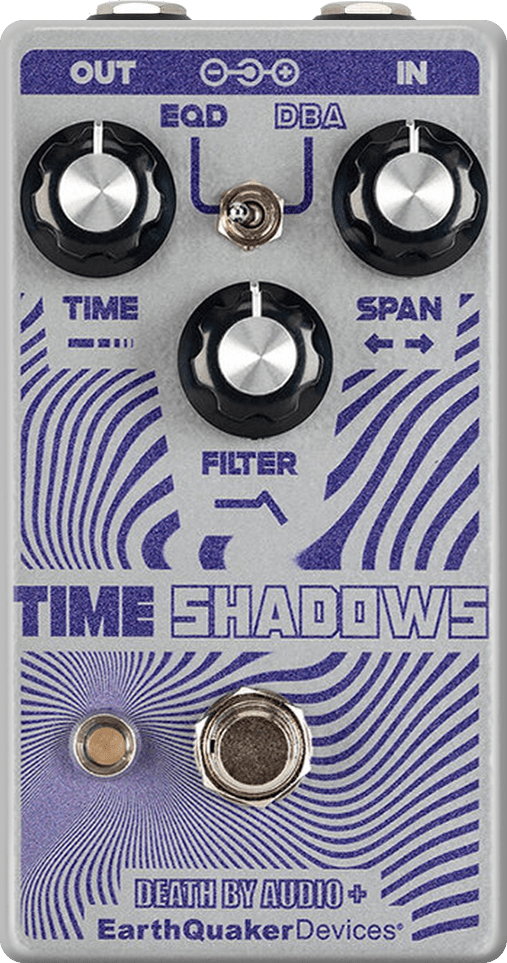 OUT IN
EQD DBA
TIME SPAN
FILTER
TIME SHADOWS
DEATH BY AUDIO +
EarthQuakerDevices®